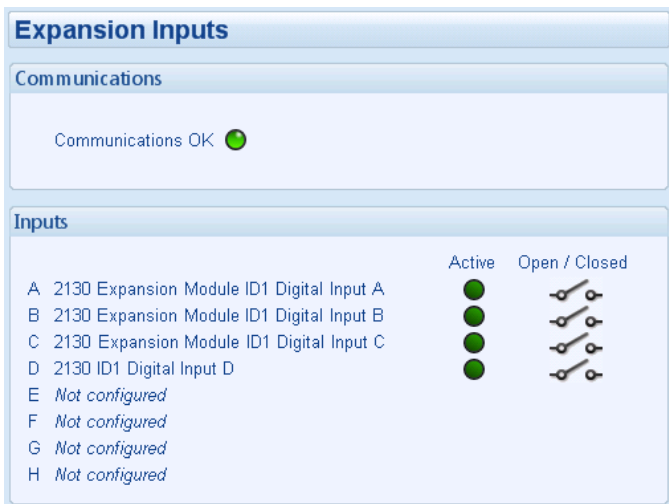 Expansion Inputs
Communications
Communications OK
Inputs
Active Open / Closed
A 2130 Expansion Module ID1 Digital Input A
B 2130 Expansion Module ID1 Digital Input B
C 2130 Expansion Module ID1 Digital Input C
D 2130 ID1 Digital Input D
E Not configured
F Not configured
G Not configured
H Not configured